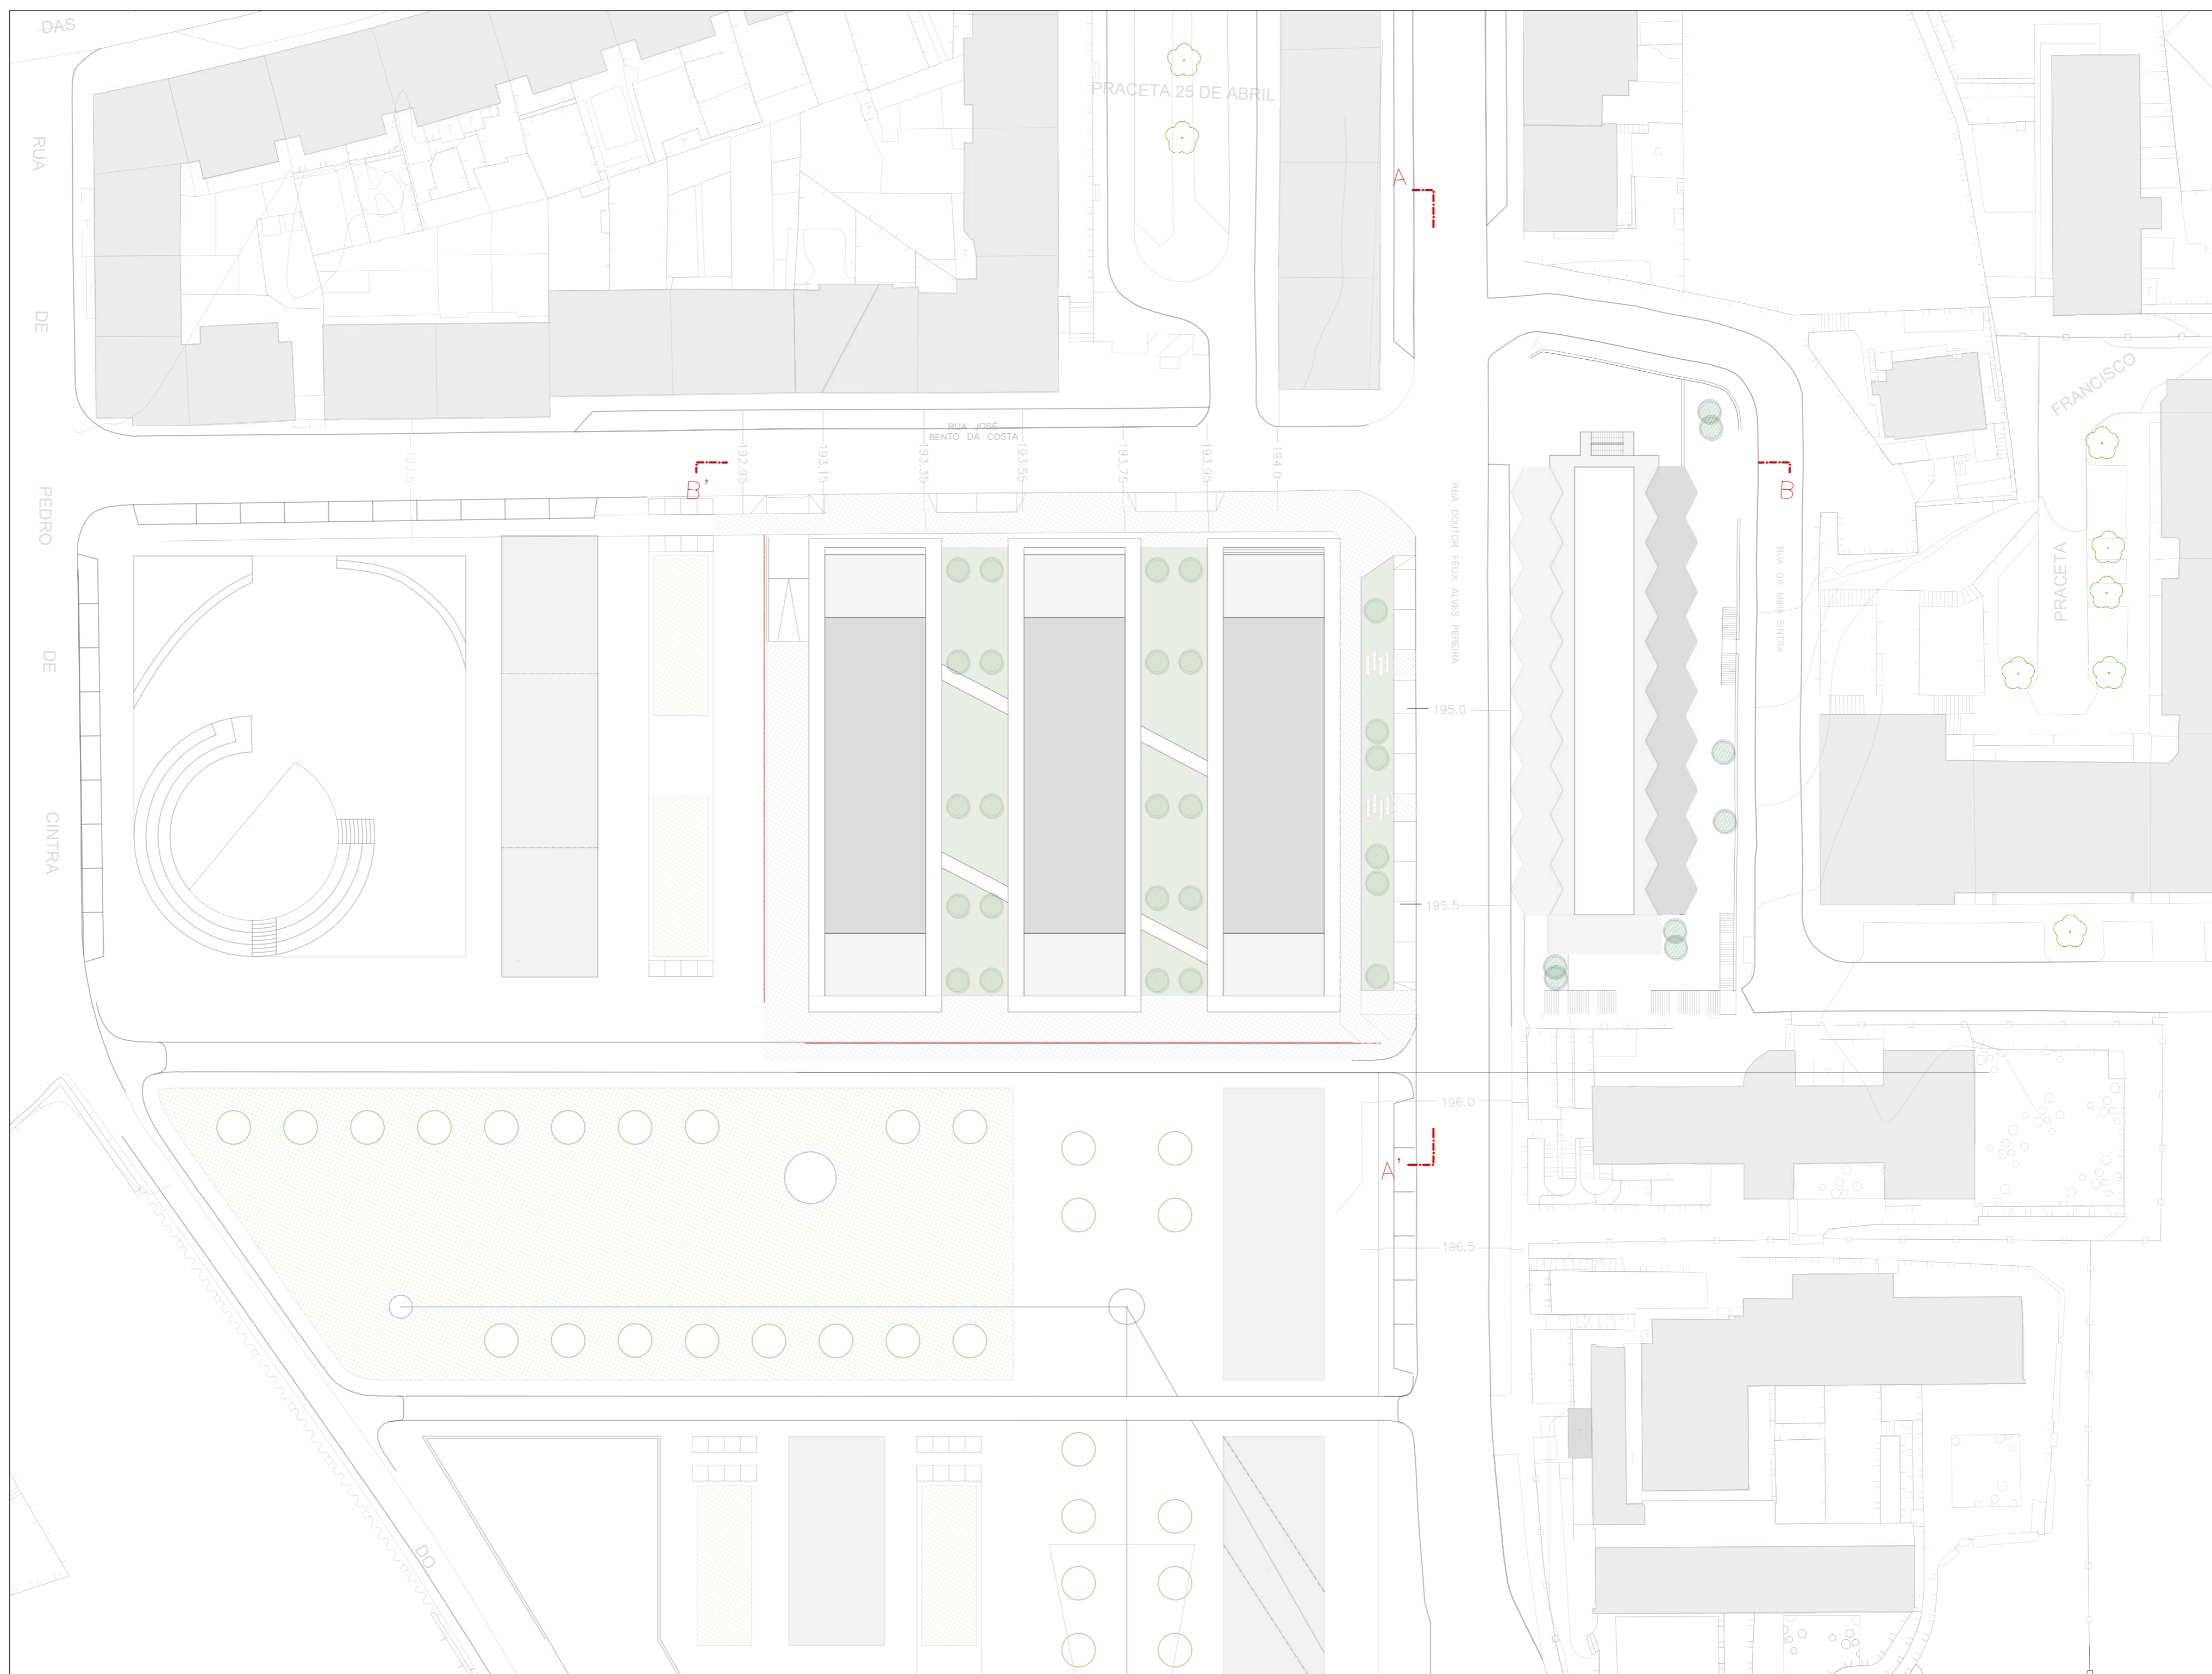 DAS
RUA
DE
PEDRO
DE
CINTRA
DO
PRACETA 25 DE ABRIL
A
RUA JOSÉ
BENTO DA COSTA
192.5
192.95
193.15
193.35
193.55
193.75
193.95
194.0
B'
B
RUA DOUTOR FÉLIX ALVES PEREIRA
RUA DA MIRA SINTRA
PRACETA
FRANCISCO
195.0
195.5
196.0
A'
196.5